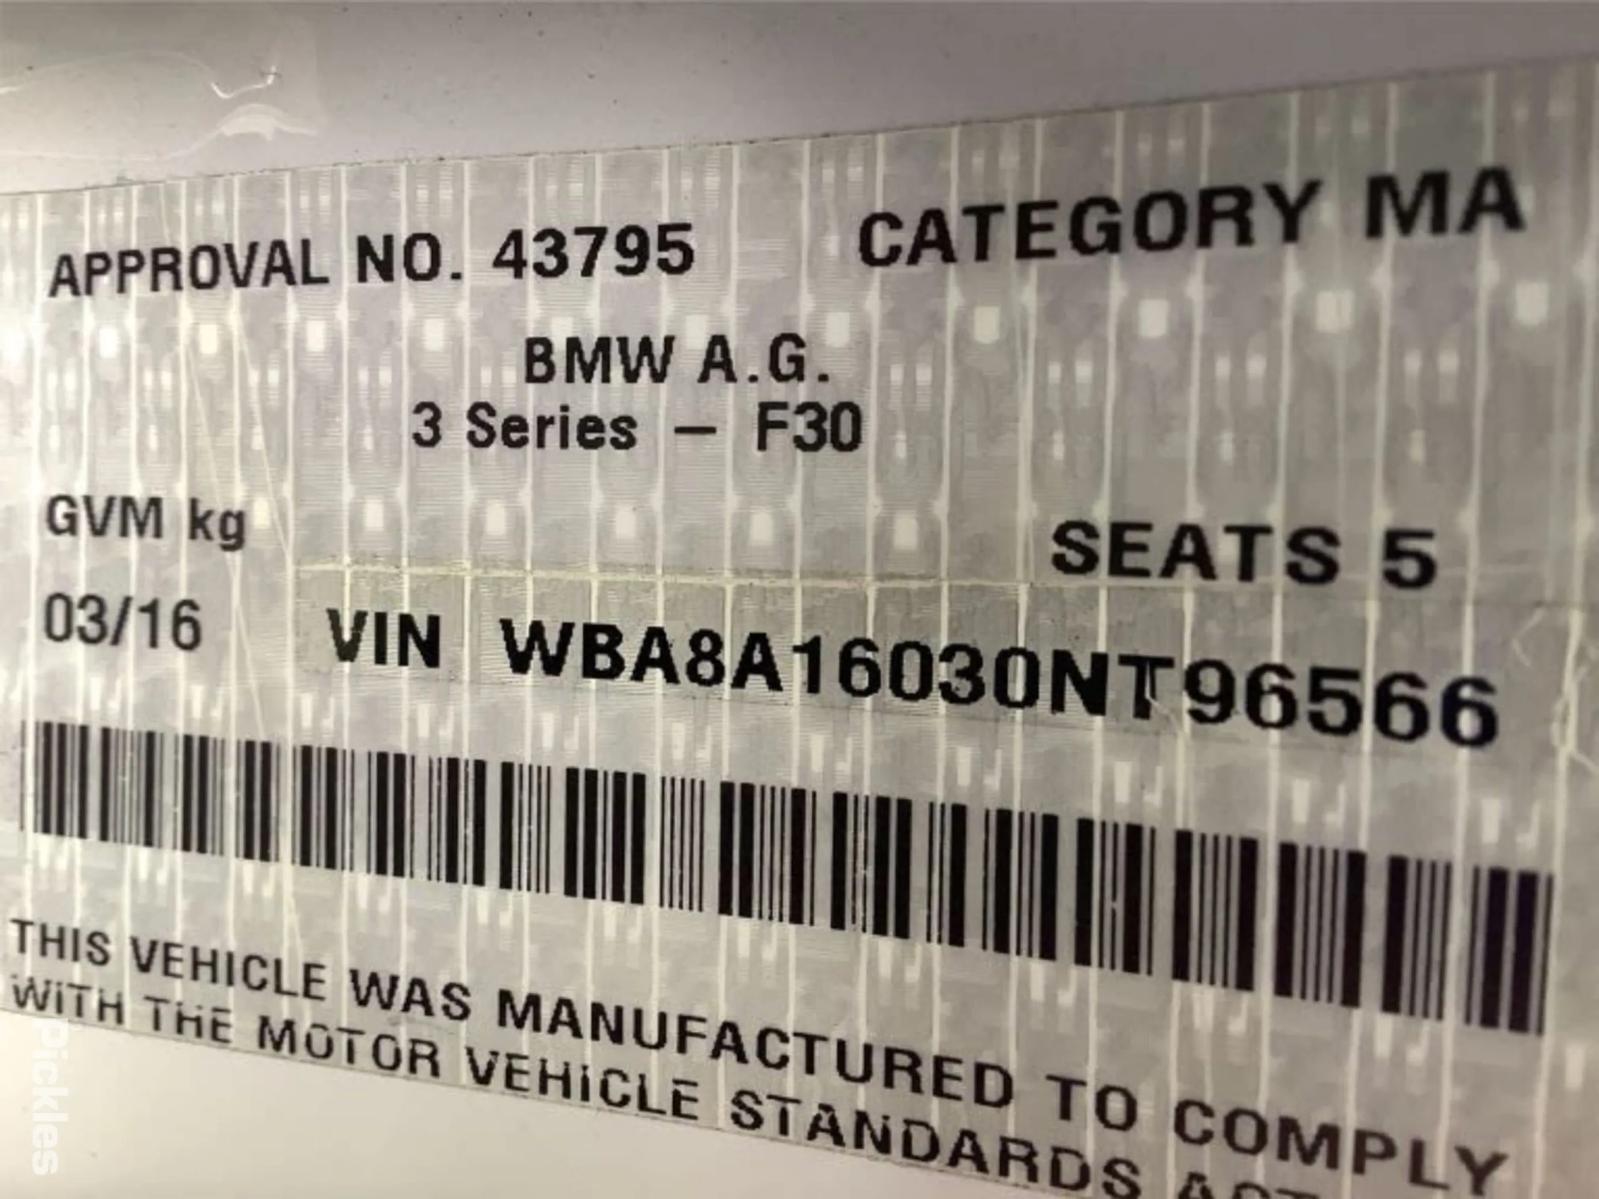 APPROVAL NO. 43795 CATEGORY MA
BMW A.G.
3 Series – F30
GVM kg SEATS 5
03/16 VIN WBA8A16030NT96566
THIS VEHICLE WAS MANUFACTURED TO COMPLY
WITH THE MOTOR VEHICLE STANDARDS ACT
Pickles